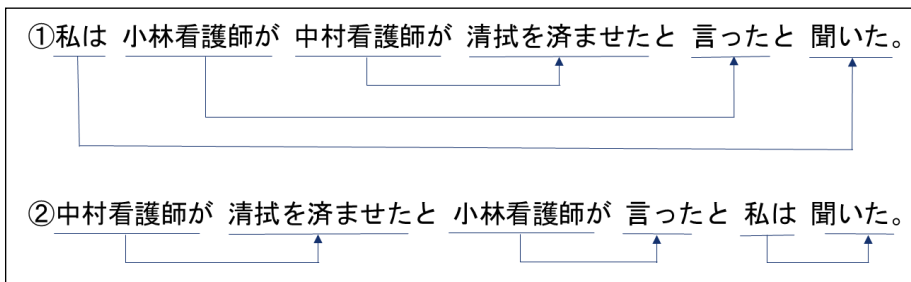 ①私は 小林看護師が 中村看護師が 清拭を済ませたと 言ったと 聞いた。
②中村看護師が 清拭を済ませたと 小林看護師が 言ったと 私は 聞いた。